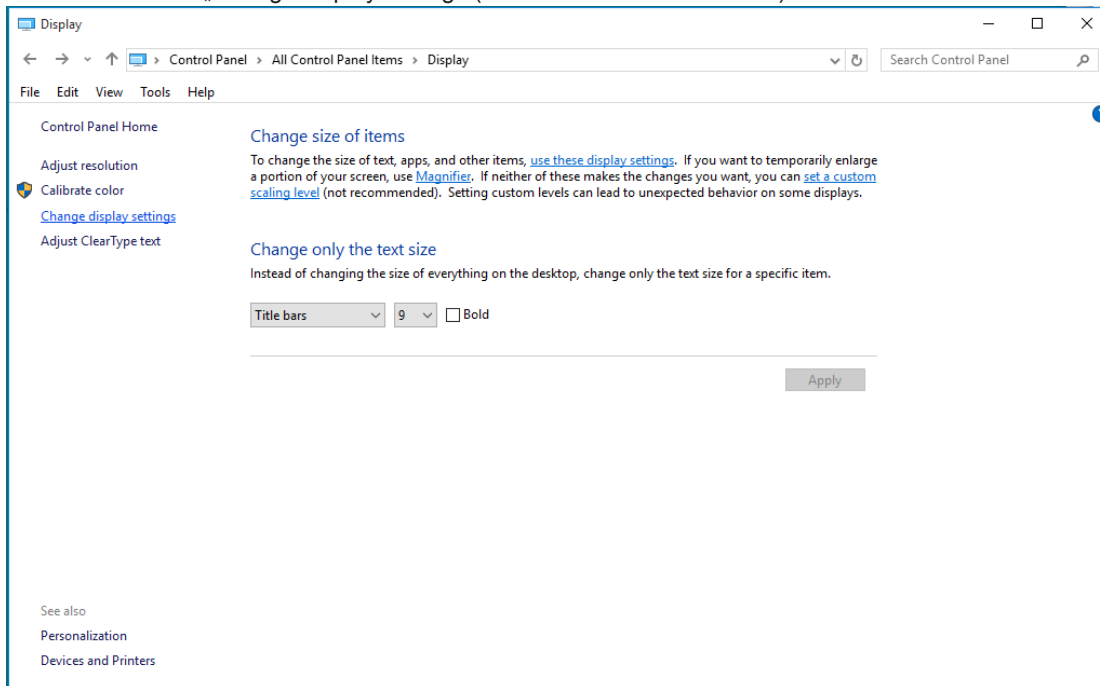 Display
Control Panel > All Control Panel Items > Display
Search Control Panel
File Edit View Tools Help
Control Panel Home
Adjust resolution
Calibrate color
Change display settings
Adjust ClearType text
Change size of items
To change the size of text, apps, and other items, use these display settings. If you want to temporarily enlarge
a portion of your screen, use Magnifier. If neither of these makes the changes you want, you can set a custom
scaling level (not recommended). Setting custom levels can lead to unexpected behavior on some displays.
Change only the text size
Instead of changing the size of everything on the desktop, change only the text size for a specific item.
Title bars 9 Bold
Apply
See also
Personalization
Devices and Printers